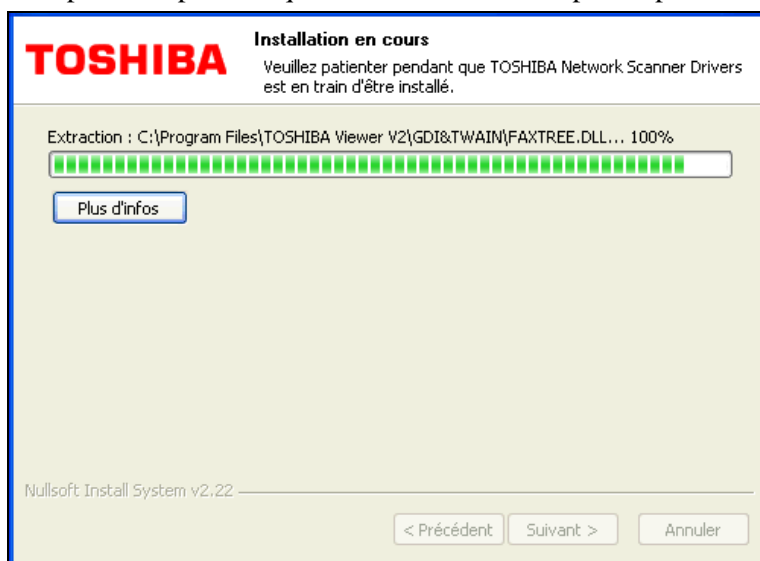 TOSHIBA
Installation en cours
Veuillez patienter pendant que TOSHIBA Network Scanner Drivers
est en train d'être installé.
Extraction : C:\Program Files\TOSHIBA Viewer V2\GDI&TWAIN\FAXTREE.DLL... 100%
Plus d'infos
Nullsoft Install System v2.22
< Précédent
Suivant >
Annuler